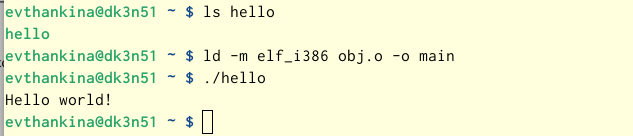 evthankina@dk3n51 ~ $ ls hello
hello
evthankina@dk3n51 ~ $ ld -m elf_i386 obj.o -o main
evthankina@dk3n51 ~ $ ./hello
Hello world!
evthankina@dk3n51 ~ $